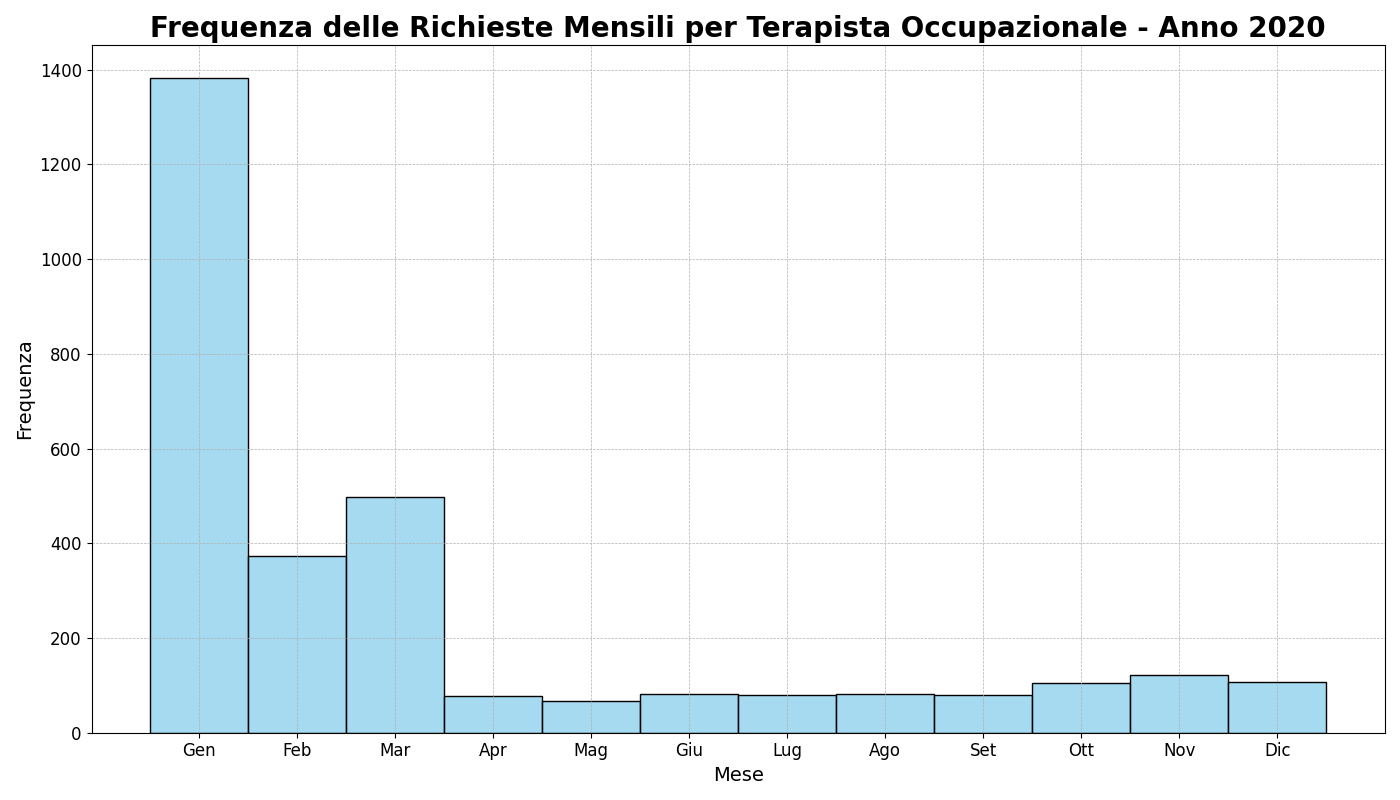 Frequenza delle Richieste Mensili per Terapista Occupazionale - Anno 2020
1400
1200
1000
800
600
400
200
0
Frequenza
Gen Feb Mar Apr Mag Giu Lug Ago Set Ott Nov Dic
Mese